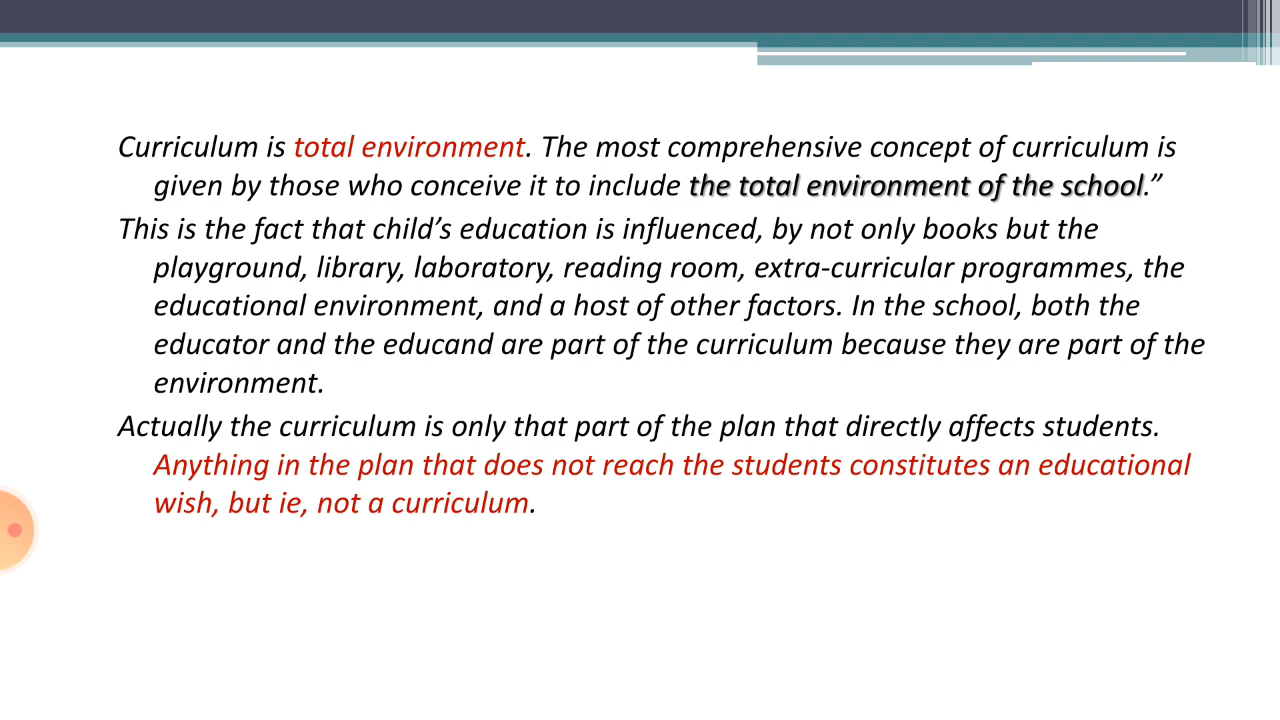 Curriculum is total environment. The most comprehensive concept of curriculum is
given by those who conceive it to include the total environment of the school.”
This is the fact that child’s education is influenced, by not only books but the
playground, library, laboratory, reading room, extra-curricular programmes, the
educational environment, and a host of other factors. In the school, both the
educator and the educand are part of the curriculum because they are part of the
environment.
Actually the curriculum is only that part of the plan that directly affects students.
Anything in the plan that does not reach the students constitutes an educational
wish, but ie, not a curriculum.